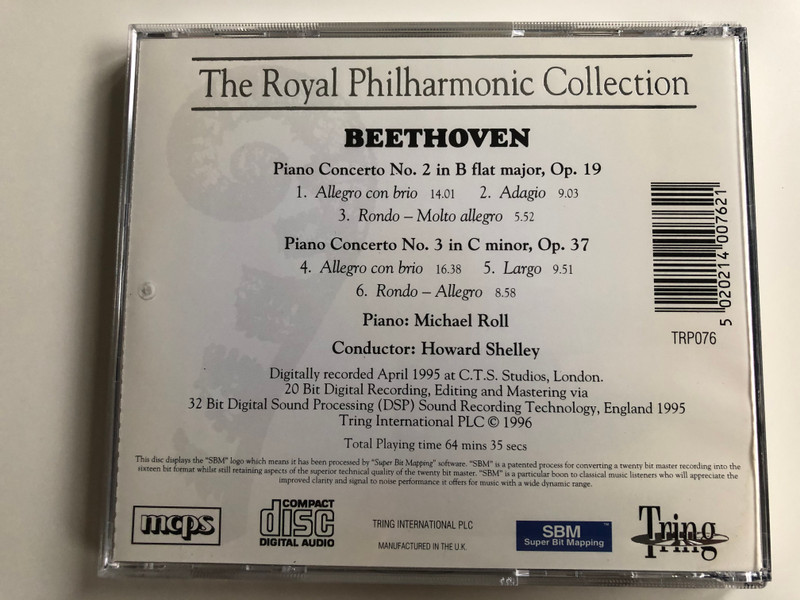 The Royal Philharmonic Collection
BEETHOVEN
Piano Concerto No. 2 in B flat major, Op. 19
1. Allegro con brio 14.01 2. Adagio 9.03
3. Rondo – Molto allegro 5.52
Piano Concerto No. 3 in C minor, Op. 37
4. Allegro con brio 16.38 5. Largo 9.51
6. Rondo – Allegro 8.58
Piano: Michael Roll
Conductor: Howard Shelley
5 020214 007621
TRP076
Digitally recorded April 1995 at C.T.S. Studios, London.
20 Bit Digital Recording, Editing and Mastering via
32 Bit Digital Sound Processing (DSP) Sound Recording Technology, England 1995
Tring International PLC © 1996
Total Playing time 64 mins 35 secs
This disc displays the "SBM" logo which means it has been processed by "Super Bit Mapping" software. "SBM" is a patented process for converting a twenty bit master recording into the
sixteen bit format whilst still retaining aspects of the superior technical quality of the twenty bit master. "SBM" is a particular boon to classical music listeners who will appreciate the
improved clarity and signal to noise performance it offers for music with a wide dynamic range.
mcps
COMPACT
disc
DIGITAL AUDIO
TRING INTERNATIONAL PLC
MANUFACTURED IN THE U.K.
SBM™
Super Bit Mapping
Tring